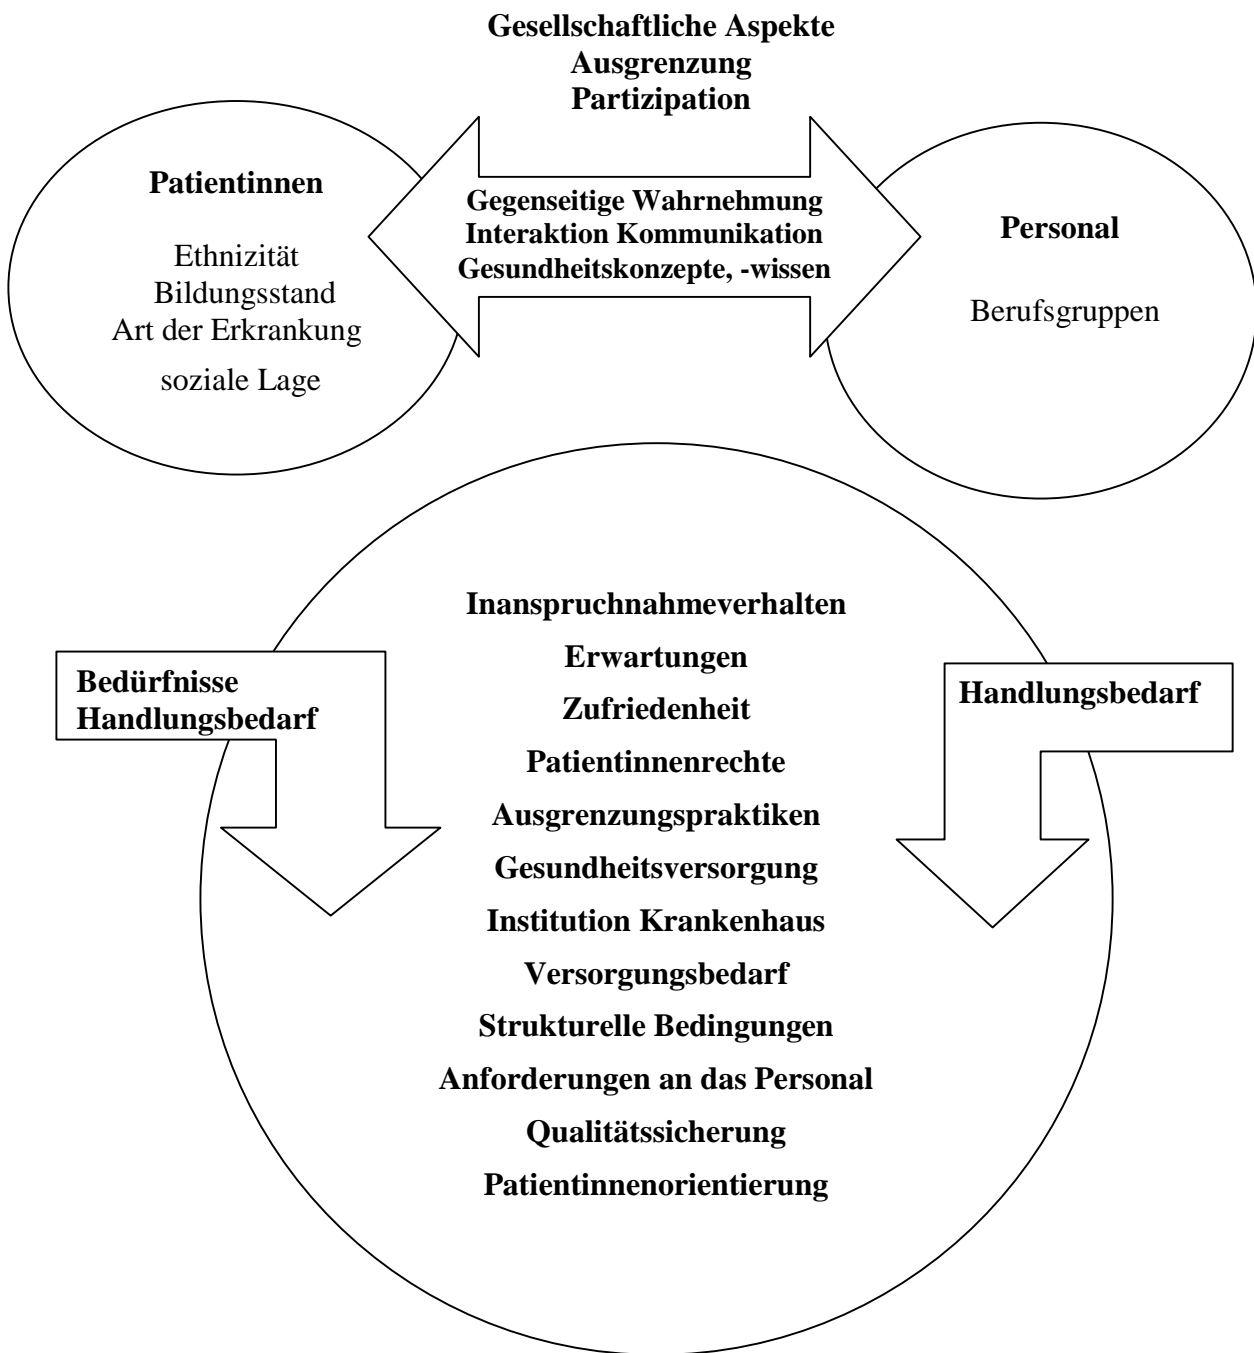 Gesellschaftliche Aspekte
Ausgrenzung
Partizipation
Patientinnen
Ethnizität
Bildungsstand
Art der Erkrankung
soziale Lage
Gegenseitige Wahrnehmung
Interaktion Kommunikation
Gesundheitskonzepte, -wissen
Personal
Berufsgruppen
Bedürfnisse
Handlungsbedarf
Inanspruchnahmeverhalten
Erwartungen
Zufriedenheit
Patientinnenrechte
Ausgrenzungspraktiken
Gesundheitsversorgung
Institution Krankenhaus
Versorgungsbedarf
Strukturelle Bedingungen
Anforderungen an das Personal
Qualitätssicherung
Patientinnenorientierung
Handlungsbedarf